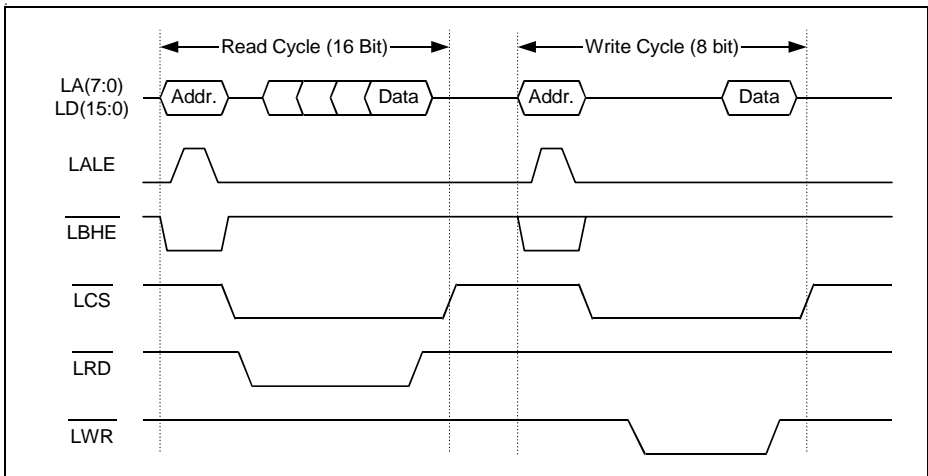 Read Cycle (16 Bit) Write Cycle (8 bit)
LA(7:0)
LD(15:0)
Addr. Data Addr. Data
LALE
LBHE
LCS
LRD
LWR